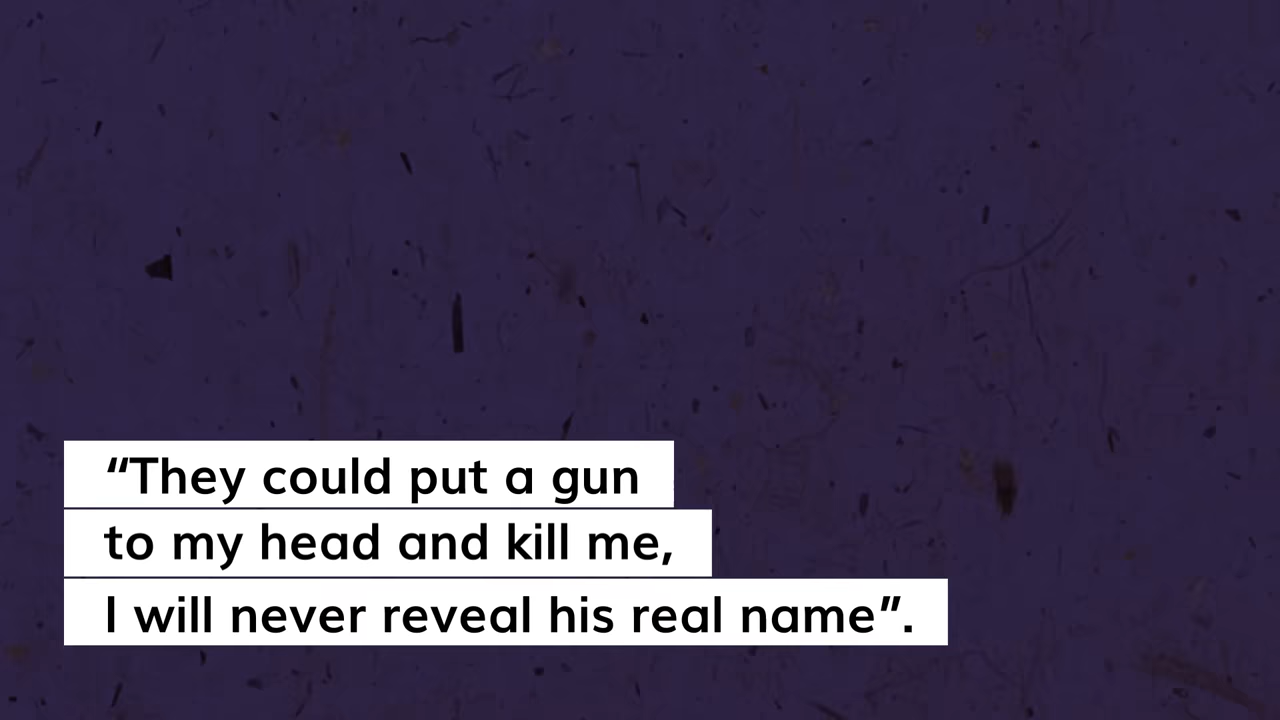 “They could put a gun
to my head and kill me,
I will never reveal his real name”.